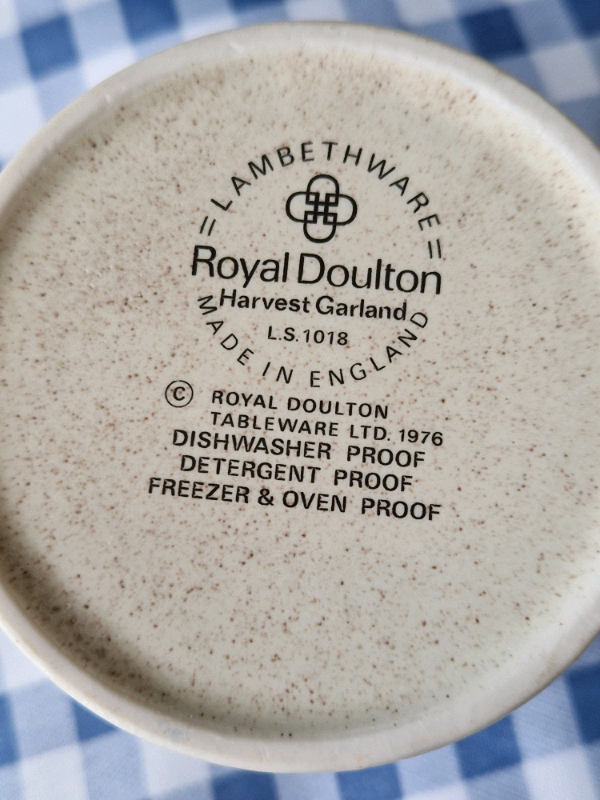 LAMBETHWARE
Royal Doulton
Harvest Garland
L.S.1018
MADE IN ENGLAND
© ROYAL DOULTON
TABLEWARE LTD. 1976
DISHWASHER PROOF
DETERGENT PROOF
FREEZER & OVEN PROOF